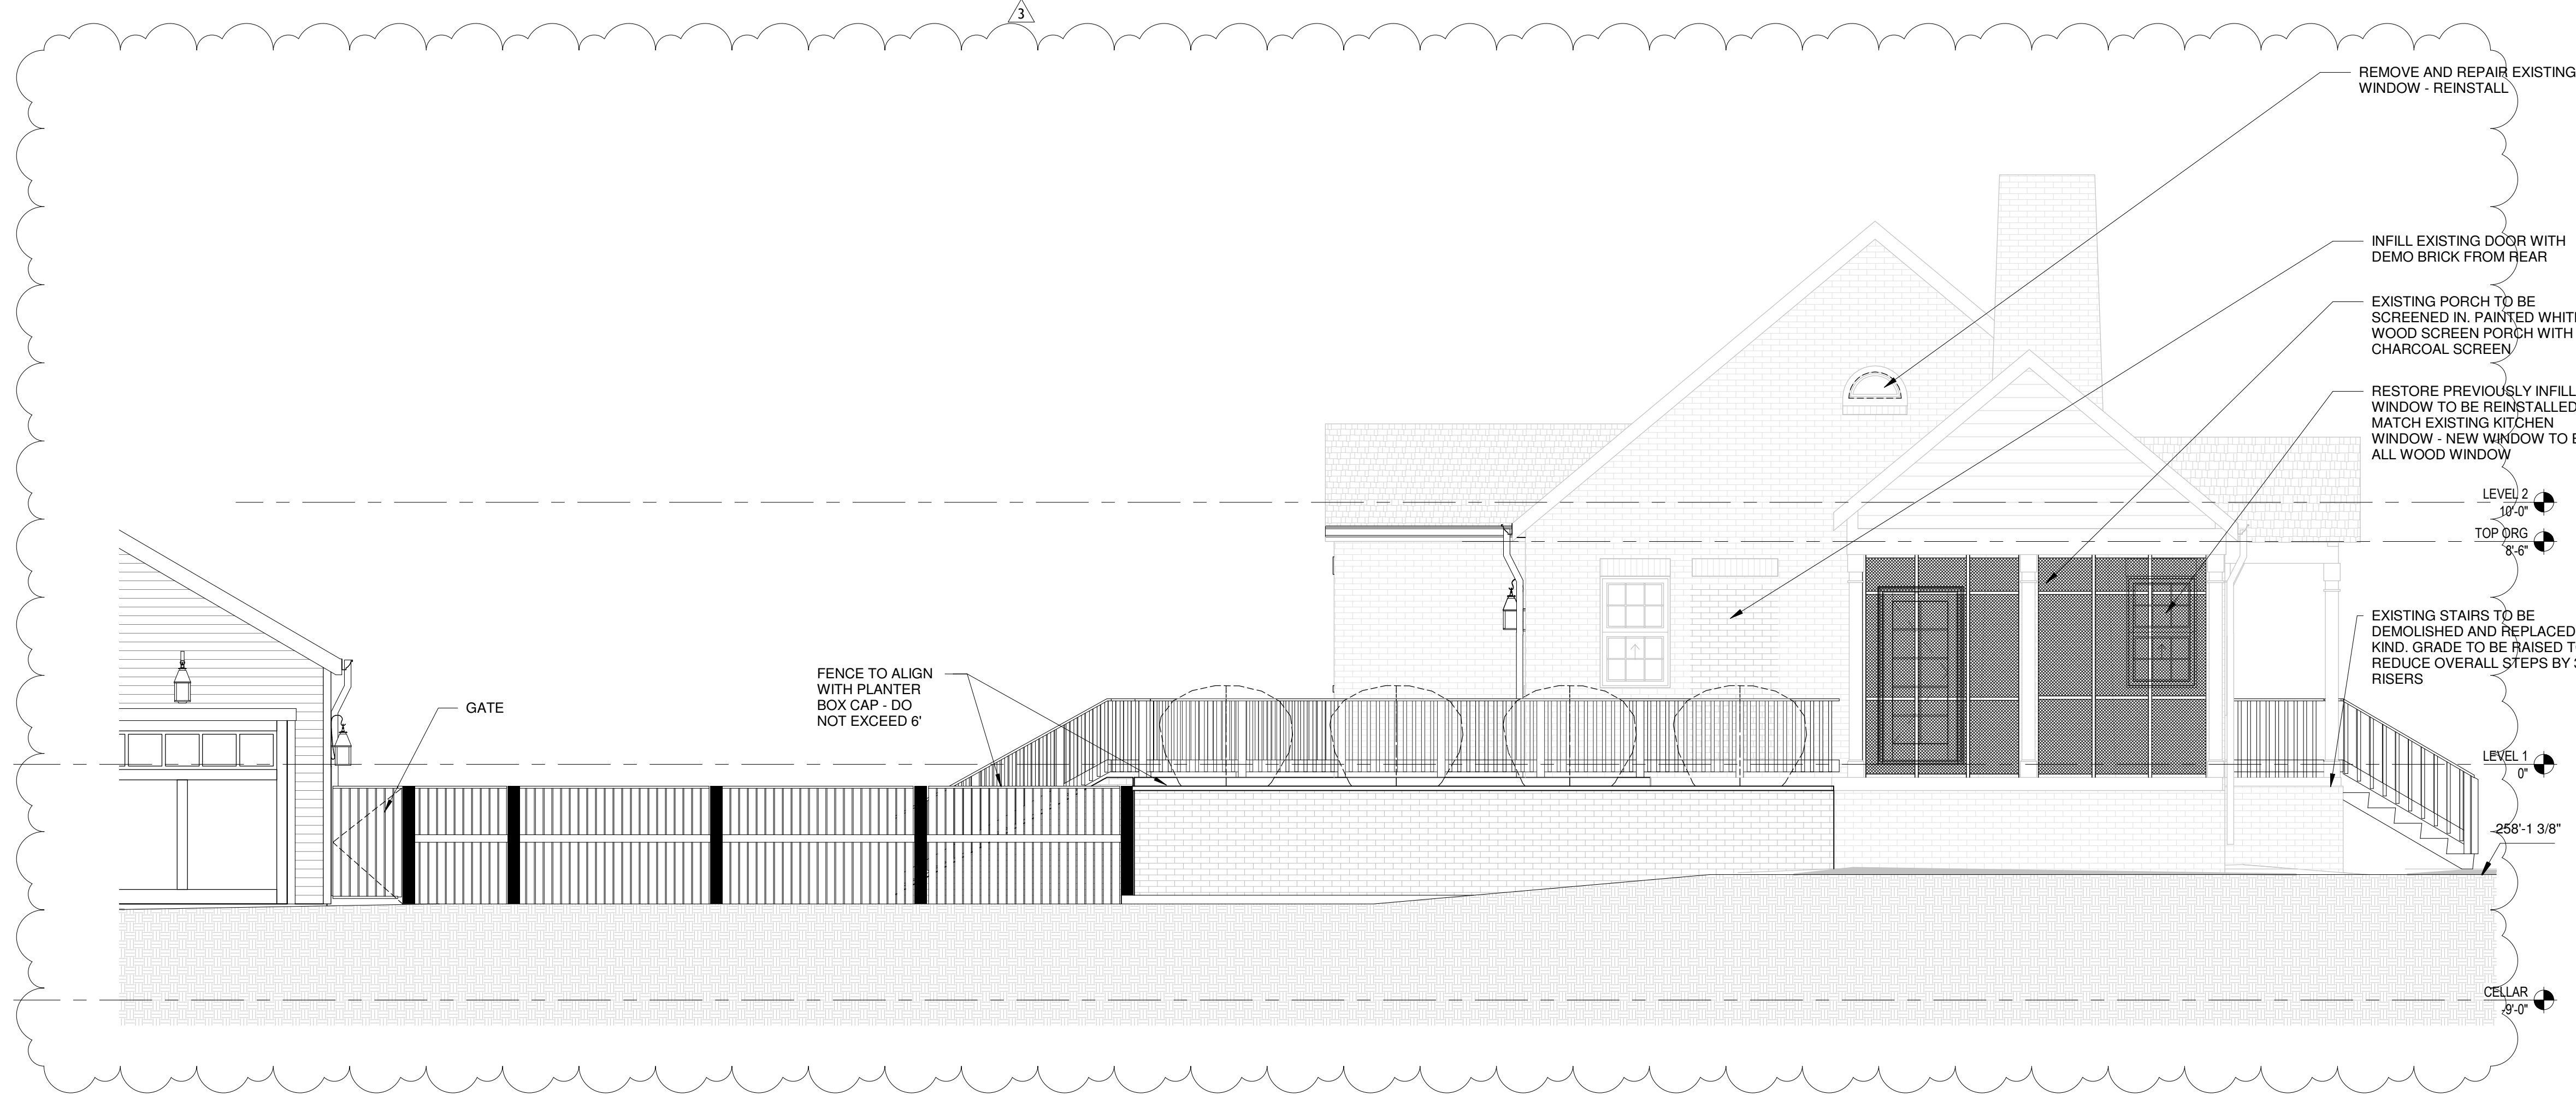 3
REMOVE AND REPAIR EXISTING
WINDOW - REINSTALL
INFILL EXISTING DOOR WITH
DEMO BRICK FROM REAR
EXISTING PORCH TO BE
SCREENED IN. PAINTED WHIT
WOOD SCREEN PORCH WITH
CHARCOAL SCREEN
RESTORE PREVIOUSLY INFILL
WINDOW TO BE REINSTALLED
MATCH EXISTING KITCHEN
WINDOW - NEW WINDOW TO
ALL WOOD WINDOW
LEVEL 2
10'-0"
TOP ORG
8'-6"
EXISTING STAIRS TO BE
DEMOLISHED AND REPLACED
KIND. GRADE TO BE RAISED
REDUCE OVERALL STEPS BY
RISERS
FENCE TO ALIGN
WITH PLANTER
BOX CAP - DO
NOT EXCEED 6'
GATE
LEVEL 1
0"
258'-1 3/8"
CELLAR
-9'-0"